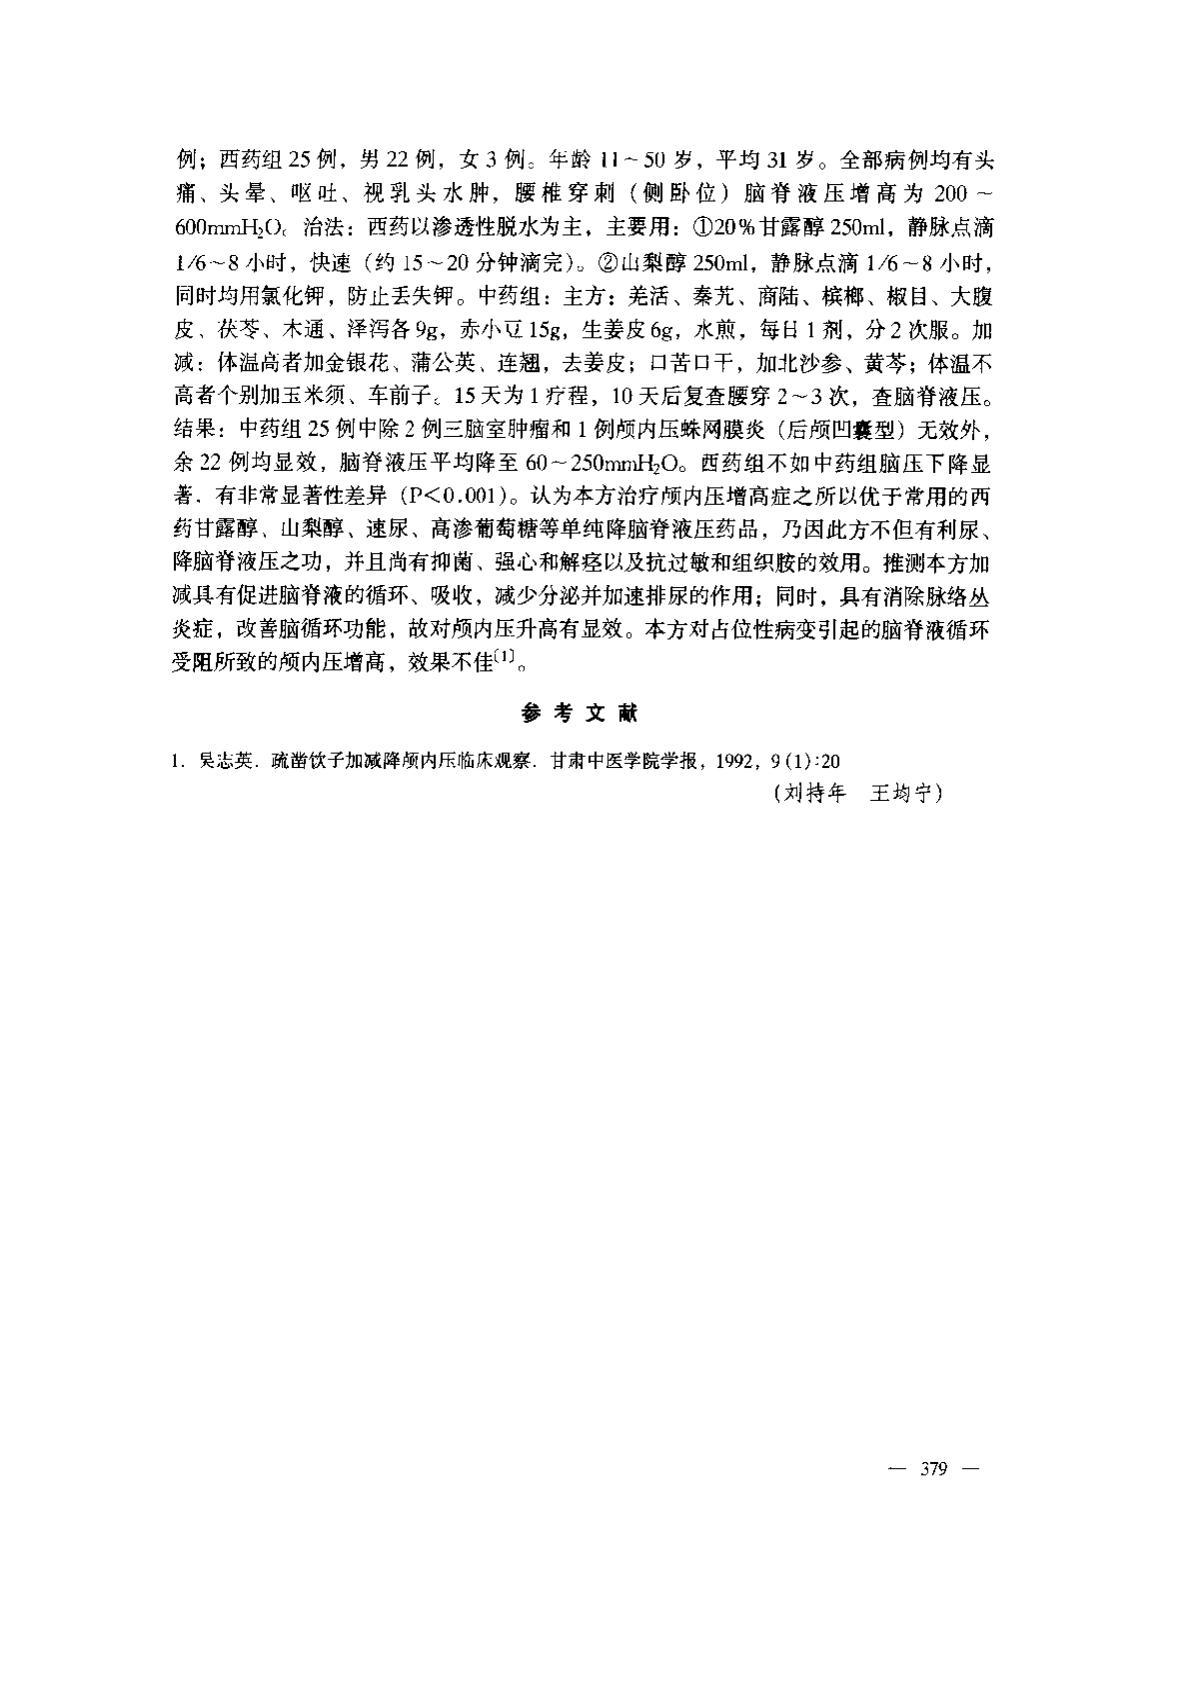 例；西药组 25 例，男 22 例，女 3 例。年龄 11～50 岁，平均 31 岁。全部病例均有头
痛、头晕、呕吐、视乳头水肿，腰椎穿刺（侧卧位）脑脊液压增高为 200～
600mmH₂O。治法：西药以渗透性脱水为主，主要用：①20％甘露醇 250ml，静脉点滴
1/6～8 小时，快速（约 15～20 分钟滴完）。②山梨醇 250ml，静脉点滴 1/6～8 小时，
同时均用氯化钾，防止丢失钾。中药组：主方：羌活、秦艽、商陆、槟榔、椒目、大腹
皮、茯苓、木通、泽泻各 9g，赤小豆 15g，生姜皮 6g，水煎，每日 1 剂，分 2 次服。加
减：体温高者加金银花、蒲公英、连翘，去姜皮；口苦口干，加北沙参、黄芩；体温不
高者个别加玉米须、车前子。15 天为 1 疗程，10 天后复查腰穿 2～3 次，查脑脊液压。
结果：中药组 25 例中除 2 例三脑室肿瘤和 1 例颅内压蛛网膜炎（后颅凹囊型）无效外，
余 22 例均显效，脑脊液压平均降至 60～250mmH₂O。西药组不如中药组脑压下降显
著，有非常显著性差异（P＜0.001）。认为本方治疗颅内压增高症之所以优于常用的西
药甘露醇、山梨醇、速尿、高渗葡萄糖等单纯降脑脊液压药品，乃因此方不但有利尿、
降脑脊液压之功，并且尚有抑菌、强心和解痉以及抗过敏和组织胺的效用。推测本方加
减具有促进脑脊液的循环、吸收，减少分泌并加速排尿的作用；同时，具有消除脉络丛
炎症，改善脑循环功能，故对颅内压升高有显效。本方对占位性病变引起的脑脊液循环
受阻所致的颅内压增高，效果不佳〔1〕。
参 考 文 献
1. 吴志英. 疏凿饮子加减降颅内压临床观察. 甘肃中医学院学报，1992，9(1):20
（刘持年 王均宁）
— 379 —